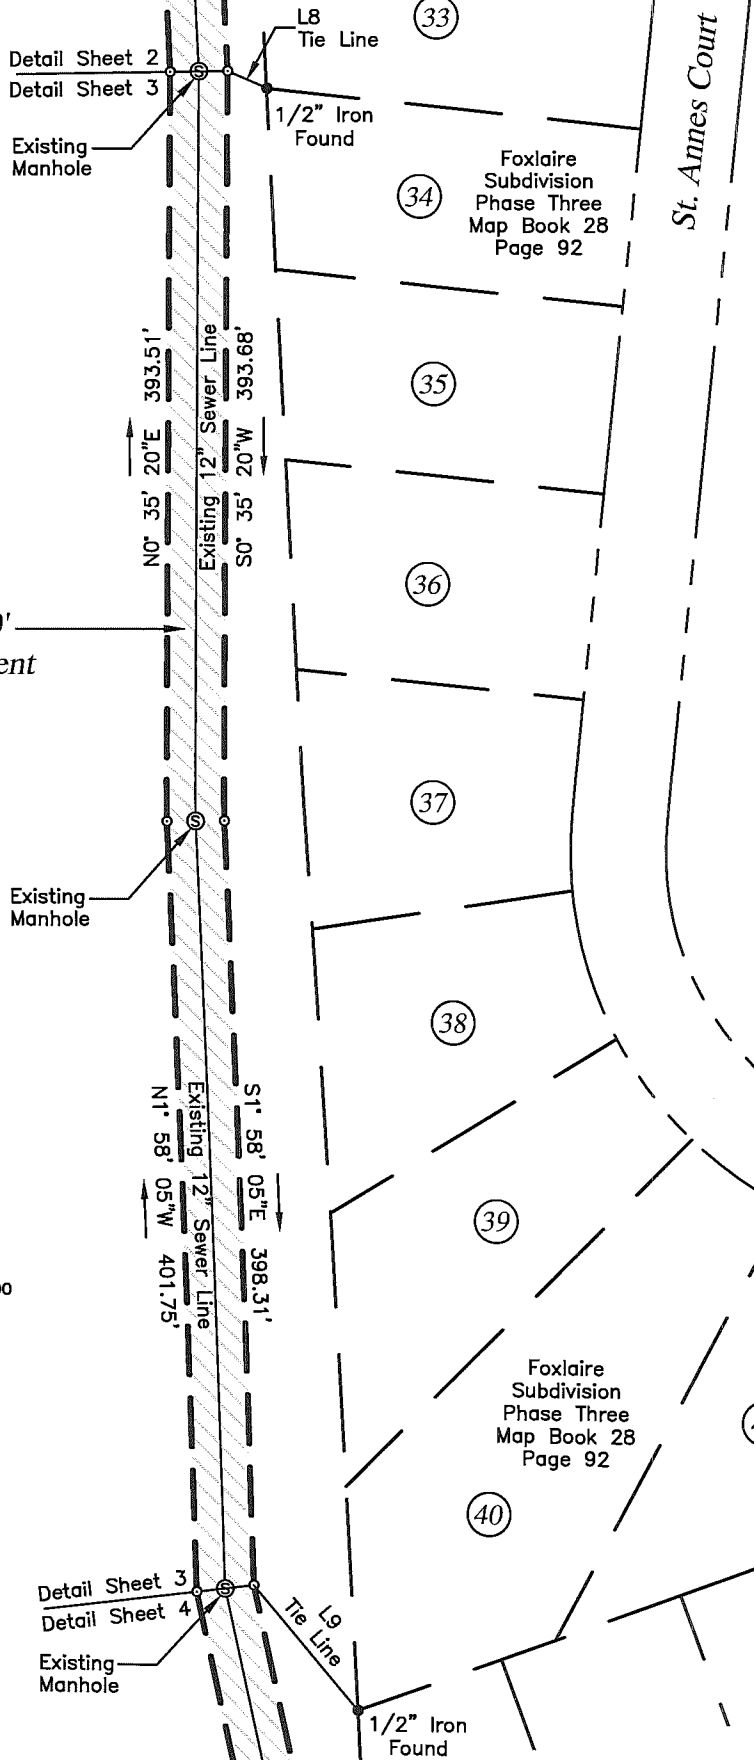 33
L8
Tie Line
Detail Sheet 2
Detail Sheet 3
S
1/2" Iron
Found
Existing
Manhole
St. Annes Court
34
Foxlaire
Subdivision
Phase Three
Map Book 28
Page 92
N0° 35' 20"E 393.51'
Existing 12" Sewer Line
S0° 35' 20"W 393.68'
35
36
37
S
Existing
Manhole
38
N1° 58' 05"W 401.75'
Existing 12" Sewer Line
S1° 58' 05"E 398.31'
39
Foxlaire
Subdivision
Phase Three
Map Book 28
Page 92
40
Detail Sheet 3
Detail Sheet 4
S
L9
Tie Line
Existing
Manhole
1/2" Iron
Found